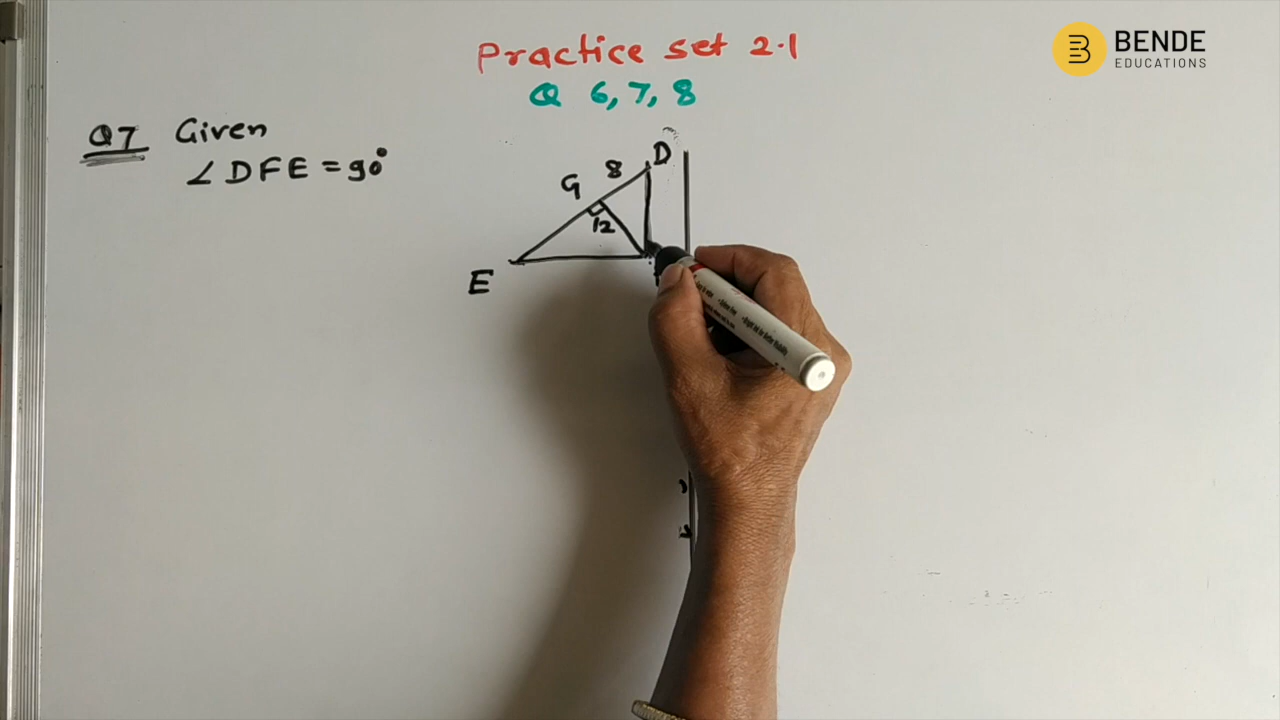 Practice set 2.1
Q 6, 7, 8
BENDE
EDUCATIONS
Q7 Given
∠DFE = 90°
D
8
G
12
E